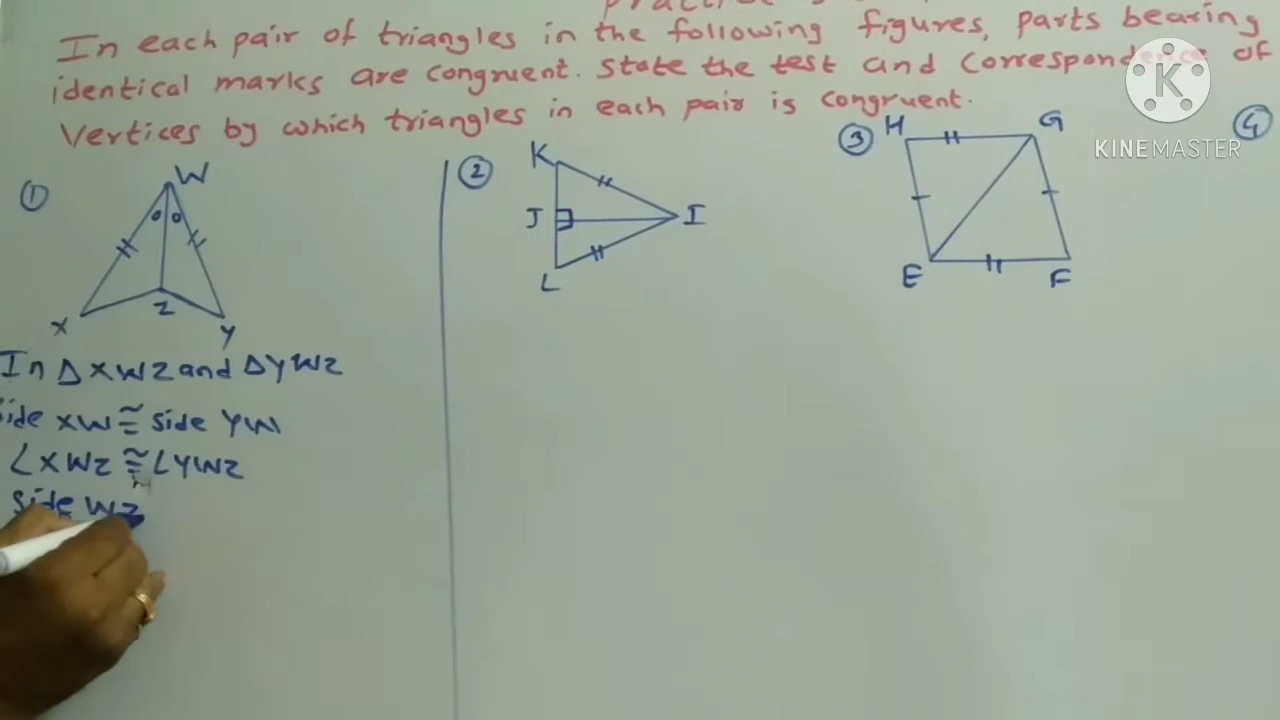 In each pair of triangles in the following figures, parts bearing
identical marks are congruent. State the test and correspondence of
vertices by which triangles in each pair is congruent.
K
KINEMASTER
①
W
X
Z
Y
②
K
J
I
L
③
H
G
E
F
④
In ΔXWZ and ΔYWZ
side XW ≅ side YW
∠XWZ ≅ ∠YWZ
side WZ